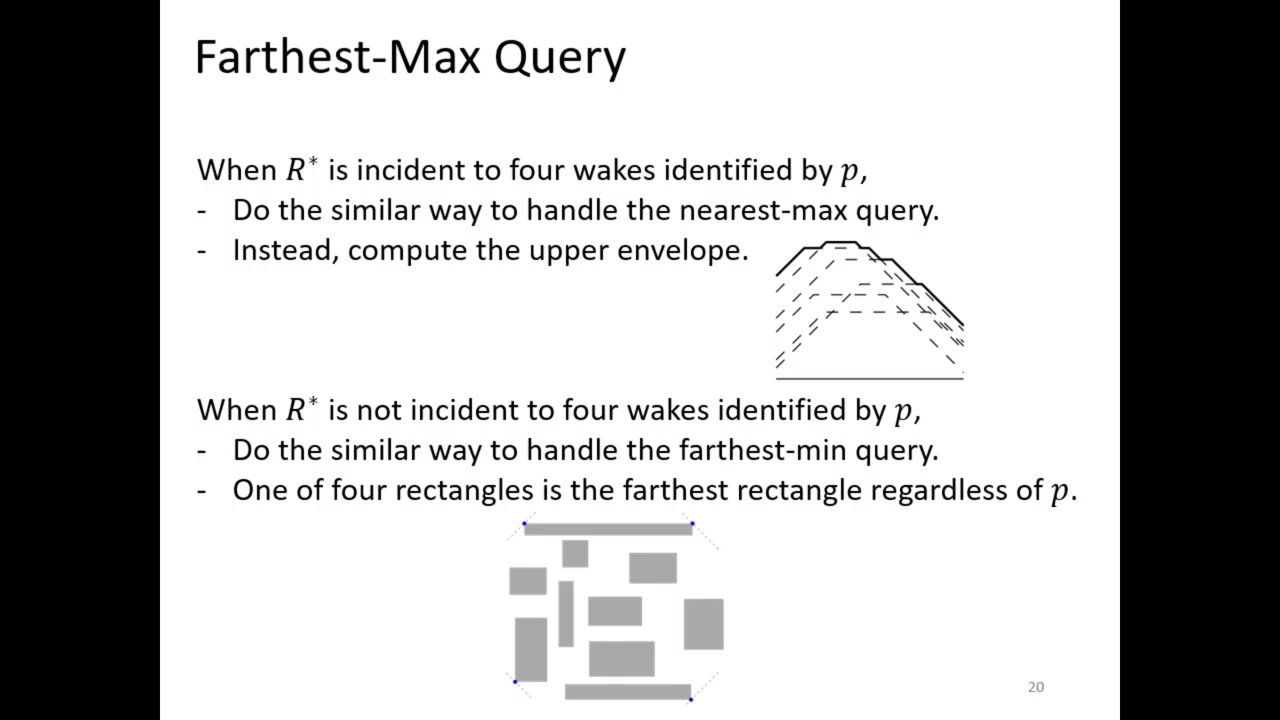 Farthest-Max Query
When R* is incident to four wakes identified by p,
- Do the similar way to handle the nearest-max query.
- Instead, compute the upper envelope.
When R* is not incident to four wakes identified by p,
- Do the similar way to handle the farthest-min query.
- One of four rectangles is the farthest rectangle regardless of p.
20